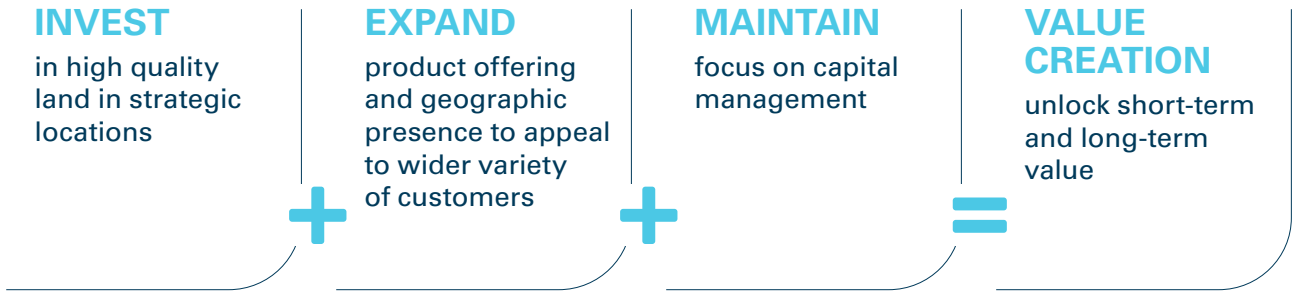 INVEST
in high quality
land in strategic
locations
+
EXPAND
product offering
and geographic
presence to appeal
to wider variety
of customers
+
MAINTAIN
focus on capital
management
=
VALUE
CREATION
unlock short-term
and long-term
value